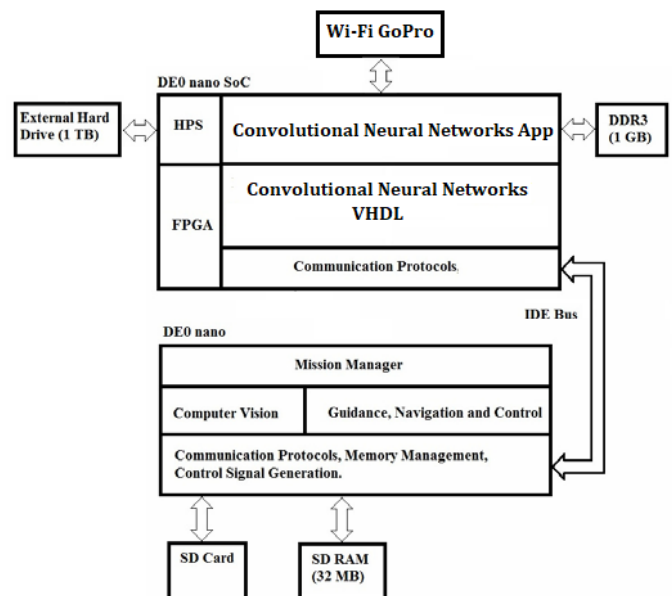 Wi-Fi GoPro
DE0 nano SoC
External Hard
Drive (1 TB)
HPS
Convolutional Neural Networks App
DDR3
(1 GB)
Convolutional Neural Networks
VHDL
FPGA
Communication Protocols
IDE Bus
DE0 nano
Mission Manager
Computer Vision
Guidance, Navigation and Control
Communication Protocols, Memory Management,
Control Signal Generation.
SD Card
SD RAM
(32 MB)